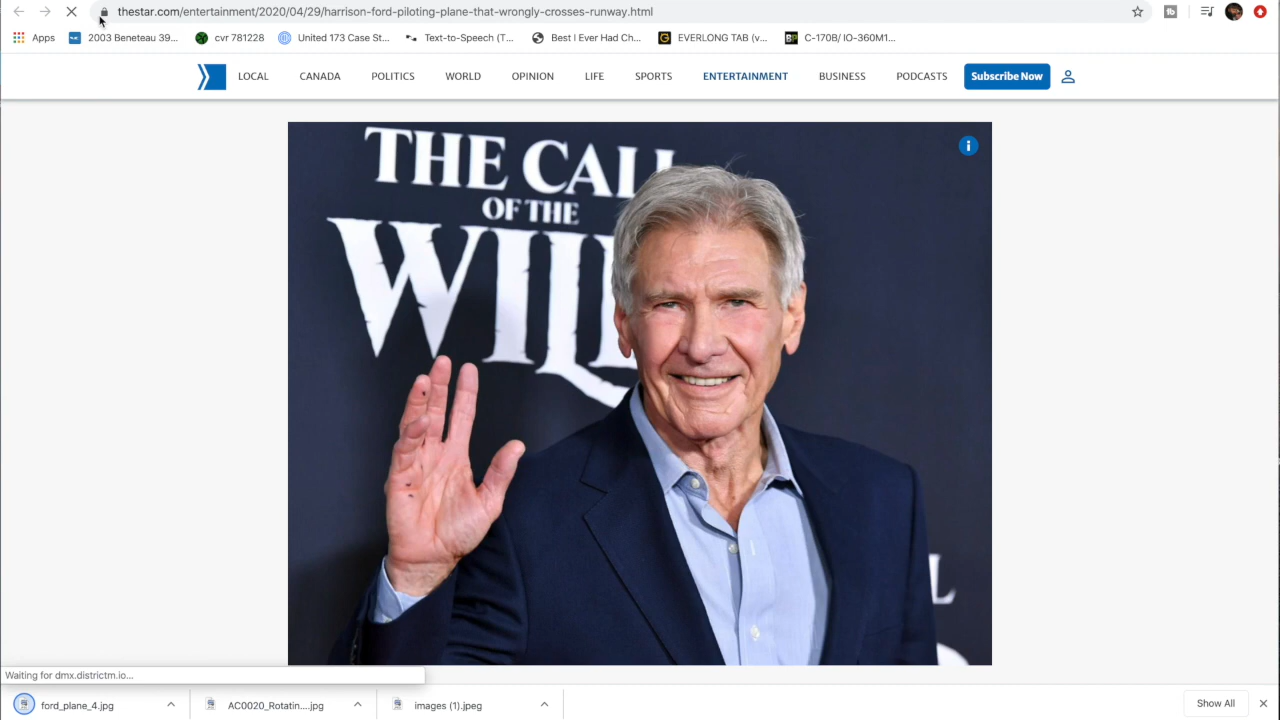 thestar.com/entertainment/2020/04/29/harrison-ford-piloting-plane-that-wrongly-crosses-runway.html
Apps 2003 Beneteau 39... cvr 781228 United 173 Case St... Text-to-Speech (T... Best I Ever Had Ch... EVERLONG TAB (v... C-170B/ IO-360M1...
LOCAL CANADA POLITICS WORLD OPINION LIFE SPORTS ENTERTAINMENT BUSINESS PODCASTS Subscribe Now
THE CALL
OF THE
WIL
L
Waiting for dmx.districtm.io...
ford_plane_4.jpg AC0020_Rotatin....jpg images (1).jpeg Show All